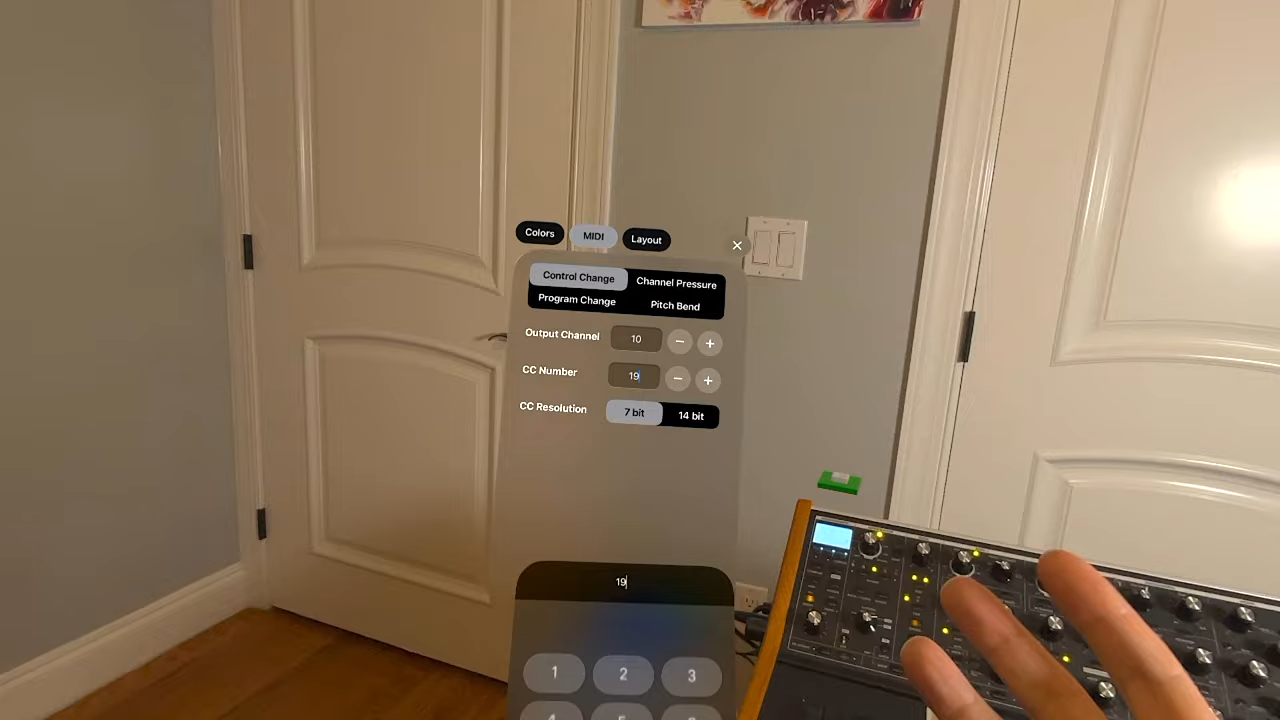 Colors MIDI Layout
Control Change Channel Pressure
Program Change Pitch Bend
Output Channel 10 − +
CC Number 19 − +
CC Resolution 7 bit 14 bit
19
1 2 3